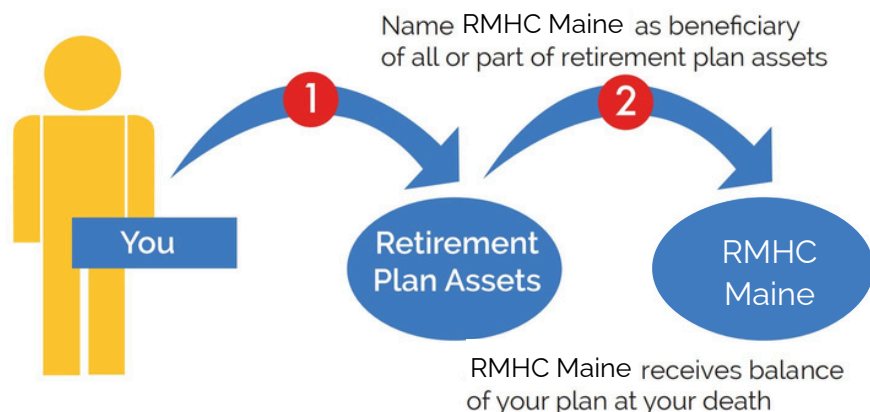 Name RMHC Maine as beneficiary
of all or part of retirement plan assets
1
2
You
Retirement
Plan Assets
RMHC
Maine
RMHC Maine receives balance
of your plan at your death